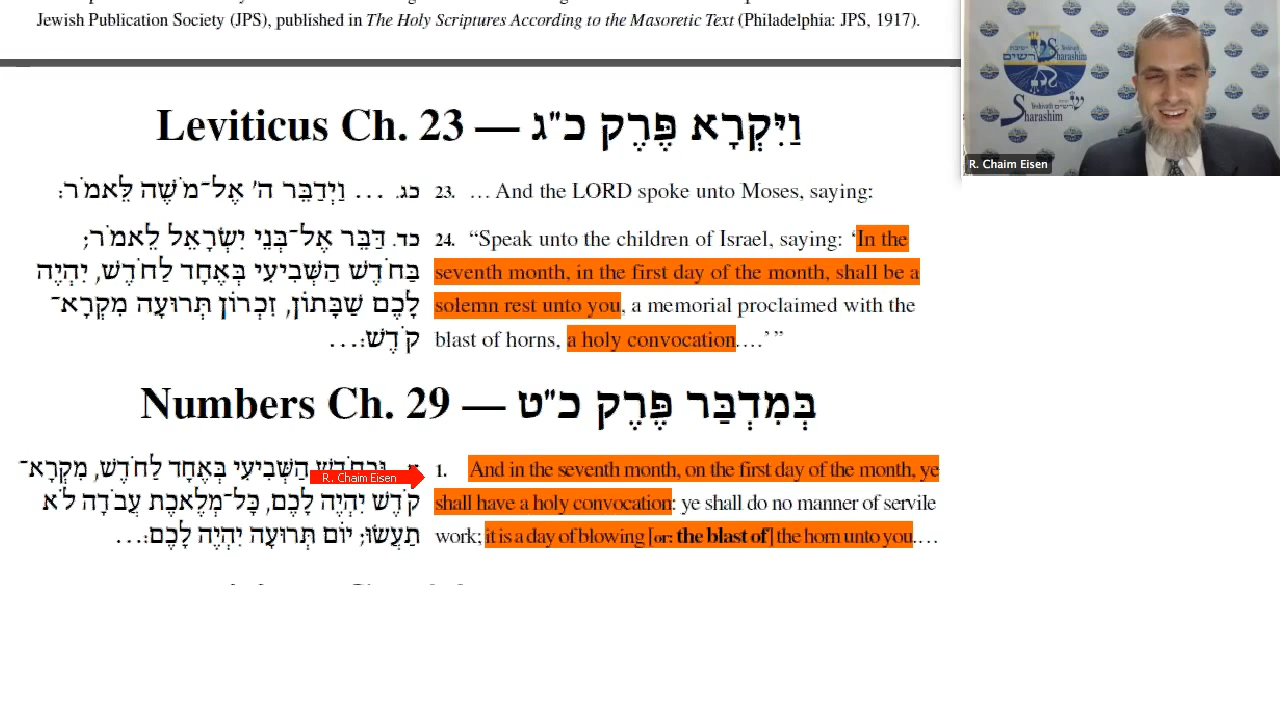 Jewish Publication Society (JPS), published in The Holy Scriptures According to the Masoretic Text (Philadelphia: JPS, 1917).
Leviticus Ch. 23 — וַיִּקְרָא פֶּרֶק כ"ג
כג. ... וַיְדַבֵּר ה' אֶל־מֹשֶׁה לֵּאמֹר:
23. … And the LORD spoke unto Moses, saying:
כד. דַּבֵּר אֶל־בְּנֵי יִשְׂרָאֵל לֵאמֹר;
בַּחֹדֶשׁ הַשְּׁבִיעִי בְּאֶחָד לַחֹדֶשׁ, יִהְיֶה
לָכֶם שַׁבָּתוֹן, זִכְרוֹן תְּרוּעָה מִקְרָא־
קֹדֶשׁ:...
24. “Speak unto the children of Israel, saying: ‘In the
seventh month, in the first day of the month, shall be a
solemn rest unto you, a memorial proclaimed with the
blast of horns, a holy convocation….’”
Numbers Ch. 29 — בְּמִדְבַּר פֶּרֶק כ"ט
הַשְּׁבִיעִי בְּאֶחָד לַחֹדֶשׁ, מִקְרָא־
קֹדֶשׁ יִהְיֶה לָכֶם, כָּל־מְלֶאכֶת עֲבֹדָה לֹא
תַעֲשׂוּ; יוֹם תְּרוּעָה יִהְיֶה לָכֶם:...
R. Chaim Eisen
1. And in the seventh month, on the first day of the month, ye
shall have a holy convocation: ye shall do no manner of servile
work; it is a day of blowing [or: the blast of] the horn unto you….
ישיבת שרשים
Yeshivath Sharashim
Yeshivath
Sharashim
R. Chaim Eisen